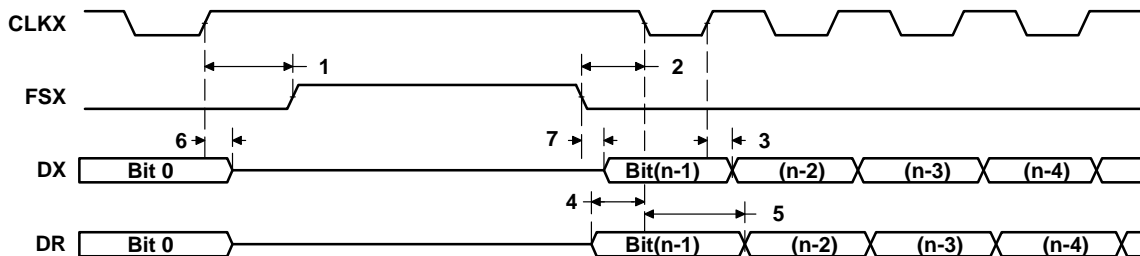 CLKX
1 2
FSX
6 7 3
DX Bit 0 Bit(n-1) (n-2) (n-3) (n-4)
4 5
DR Bit 0 Bit(n-1) (n-2) (n-3) (n-4)